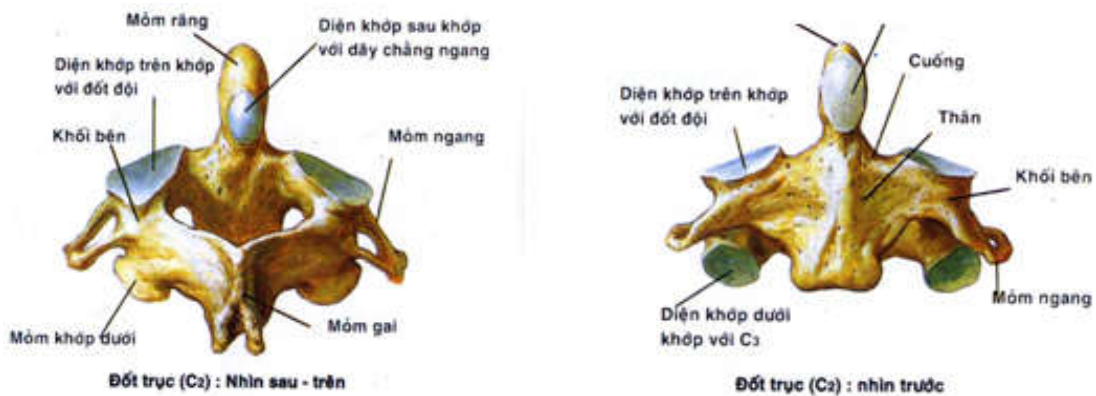 Mỏm răng
Diện khớp sau khớp
với dây chằng ngang
Diện khớp trên khớp
với đốt đội
Khối bên
Mỏm ngang
Mỏm khớp dưới
Mỏm gai
Đốt trục (C2) : Nhìn sau - trên
Cuống
Diện khớp trên khớp
với đốt đội
Thân
Khối bên
Diện khớp dưới
khớp với C3
Mỏm ngang
Đốt trục (C2) : nhìn trước